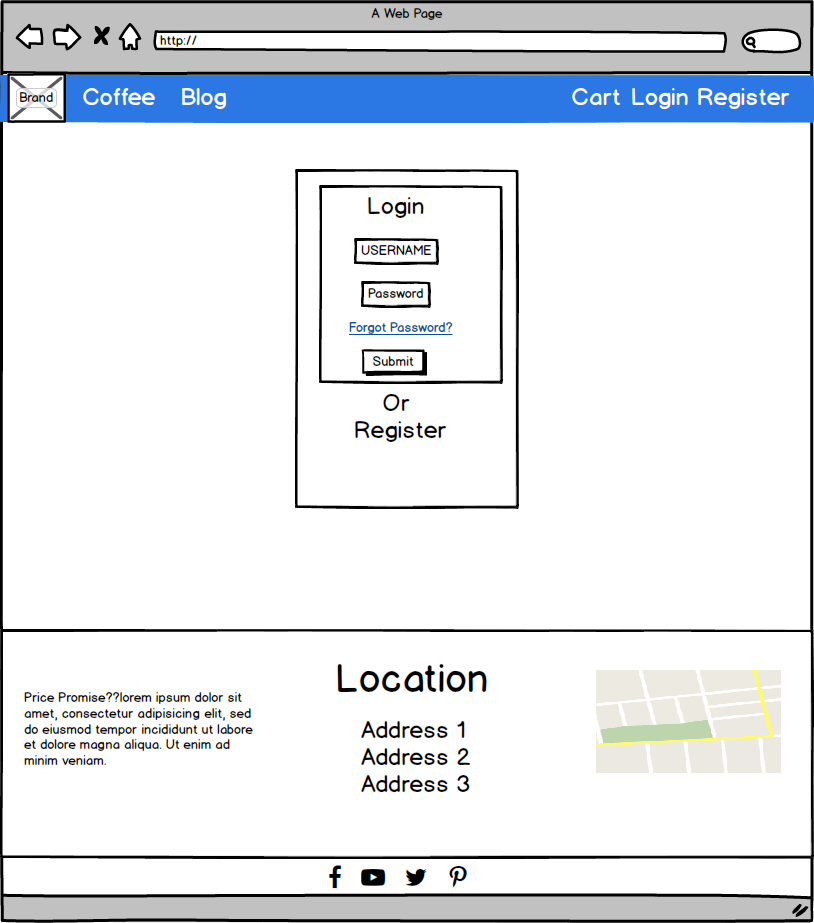 A Web Page
http://
Brand
Coffee
Blog
Cart Login Register
Login
USERNAME
Password
Forgot Password?
Submit
Or
Register
Price Promise??lorem ipsum dolor sit
amet, consectetur adipisicing elit, sed
do eiusmod tempor incididunt ut labore
et dolore magna aliqua. Ut enim ad
minim veniam.
Location
Address 1
Address 2
Address 3